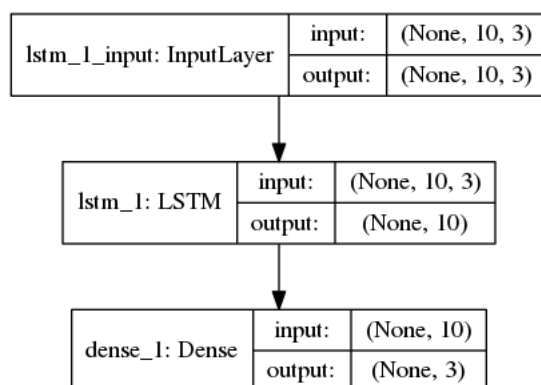 lstm_1_input: InputLayer
input: (None, 10, 3)
output: (None, 10, 3)
lstm_1: LSTM
input: (None, 10, 3)
output: (None, 10)
dense_1: Dense
input: (None, 10)
output: (None, 3)